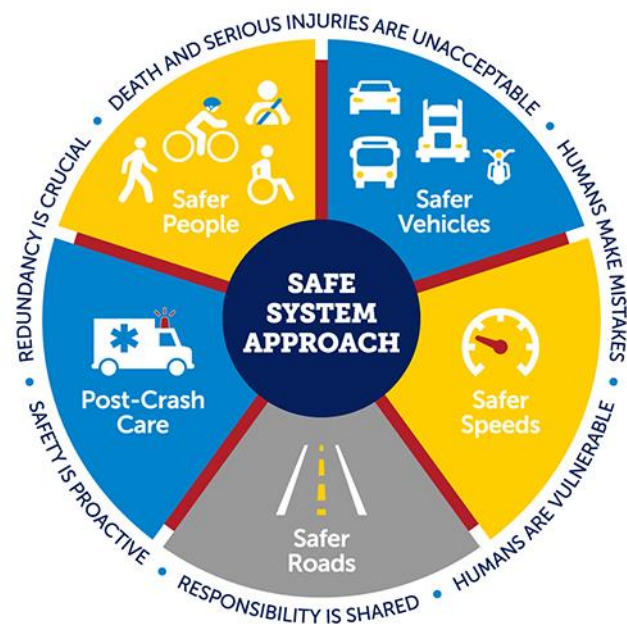 DEATH AND SERIOUS INJURIES ARE UNACCEPTABLE
HUMANS MAKE MISTAKES
HUMANS ARE VULNERABLE
RESPONSIBILITY IS SHARED
SAFETY IS PROACTIVE
REDUNDANCY IS CRUCIAL
Safer
People
Safer
Vehicles
SAFE
SYSTEM
APPROACH
Post-Crash
Care
Safer
Speeds
Safer
Roads